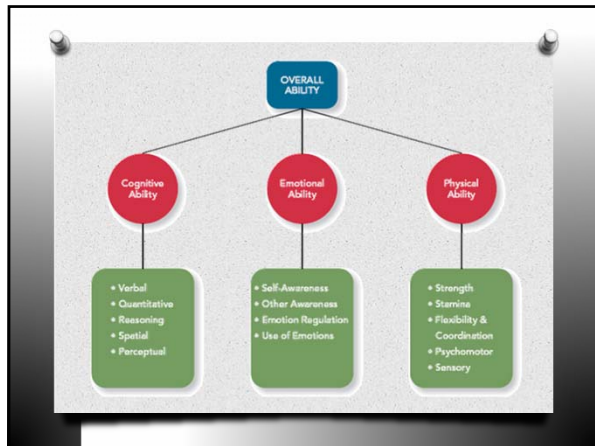 OVERALL
ABILITY
Cognitive
Ability
Emotional
Ability
Physical
Ability
• Verbal
• Quantitative
• Reasoning
• Spatial
• Perceptual
• Self-Awareness
• Other Awareness
• Emotion Regulation
• Use of Emotions
• Strength
• Stamina
• Flexibility &
Coordination
• Psychomotor
• Sensory